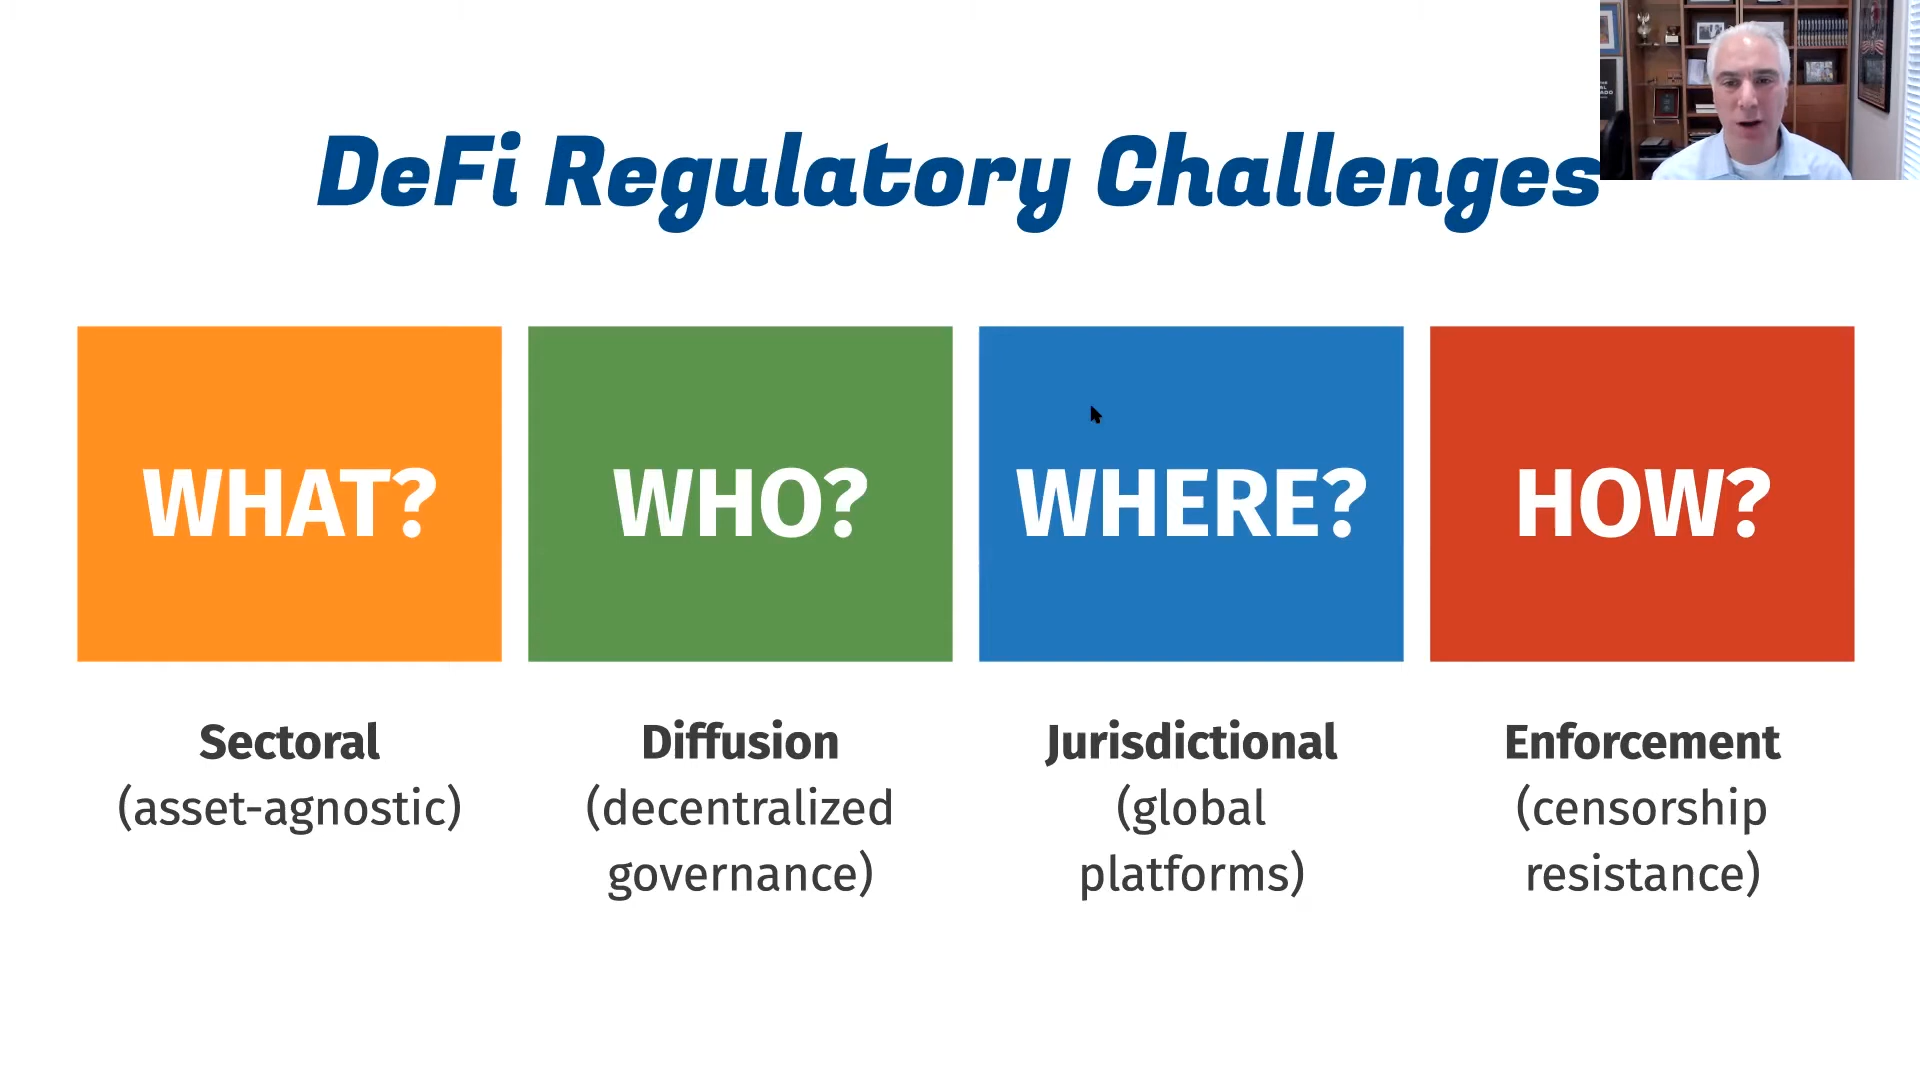 DeFi Regulatory Challenges
WHAT?
WHO?
WHERE?
HOW?
Sectoral
(asset-agnostic)
Diffusion
(decentralized
governance)
Jurisdictional
(global
platforms)
Enforcement
(censorship
resistance)